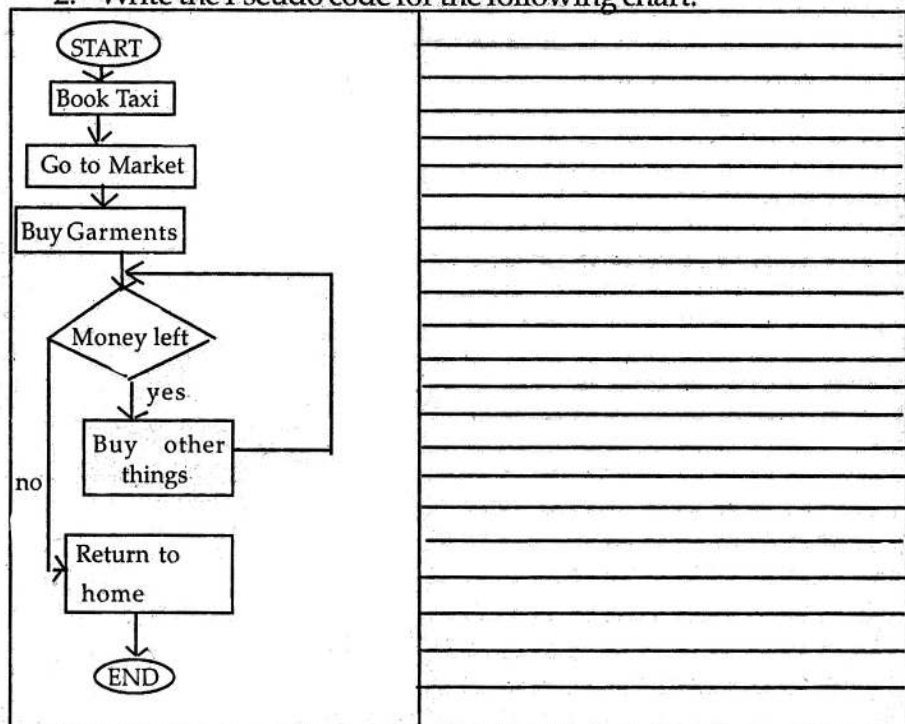 2. Write the Pseudo code for the following chart.
START
Book Taxi
Go to Market
Buy Garments
Money left
yes
Buy other
things
no
Return to
home
END